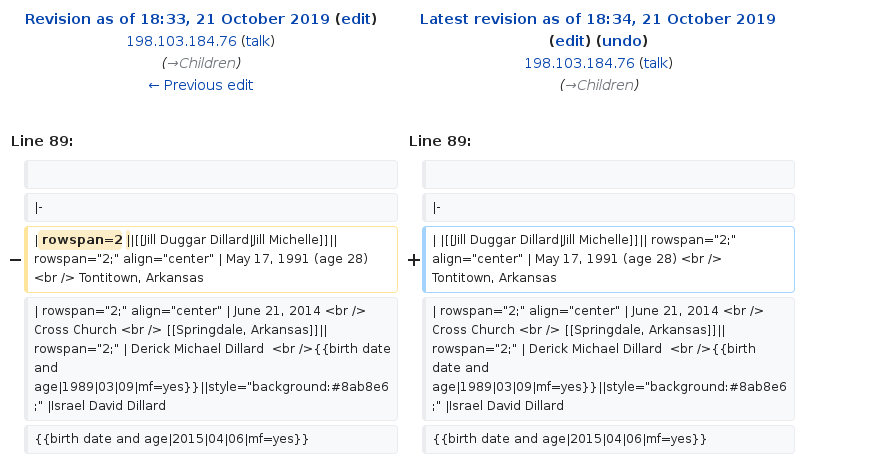 Revision as of 18:33, 21 October 2019 (edit)
198.103.184.76 (talk)
(→Children)
← Previous edit
Latest revision as of 18:34, 21 October 2019
(edit) (undo)
198.103.184.76 (talk)
(→Children)
Line 89:
Line 89:
|-
|-
−
| rowspan=2 ||[[Jill Duggar Dillard|Jill Michelle]]||
rowspan="2;" align="center" | May 17, 1991 (age 28)
<br /> Tontitown, Arkansas
+
| |[[Jill Duggar Dillard|Jill Michelle]]|| rowspan="2;"
align="center" | May 17, 1991 (age 28) <br />
Tontitown, Arkansas
| rowspan="2;" align="center" | June 21, 2014 <br />
Cross Church <br /> [[Springdale, Arkansas]]||
rowspan="2;" | Derick Michael Dillard  <br />{{birth date
and
age|1989|03|09|mf=yes}}||style="background:#8ab8e6
;" |Israel David Dillard
| rowspan="2;" align="center" | June 21, 2014 <br />
Cross Church <br /> [[Springdale, Arkansas]]||
rowspan="2;" | Derick Michael Dillard  <br />{{birth
date and
age|1989|03|09|mf=yes}}||style="background:#8ab8e6
;" |Israel David Dillard
{{birth date and age|2015|04|06|mf=yes}}
{{birth date and age|2015|04|06|mf=yes}}